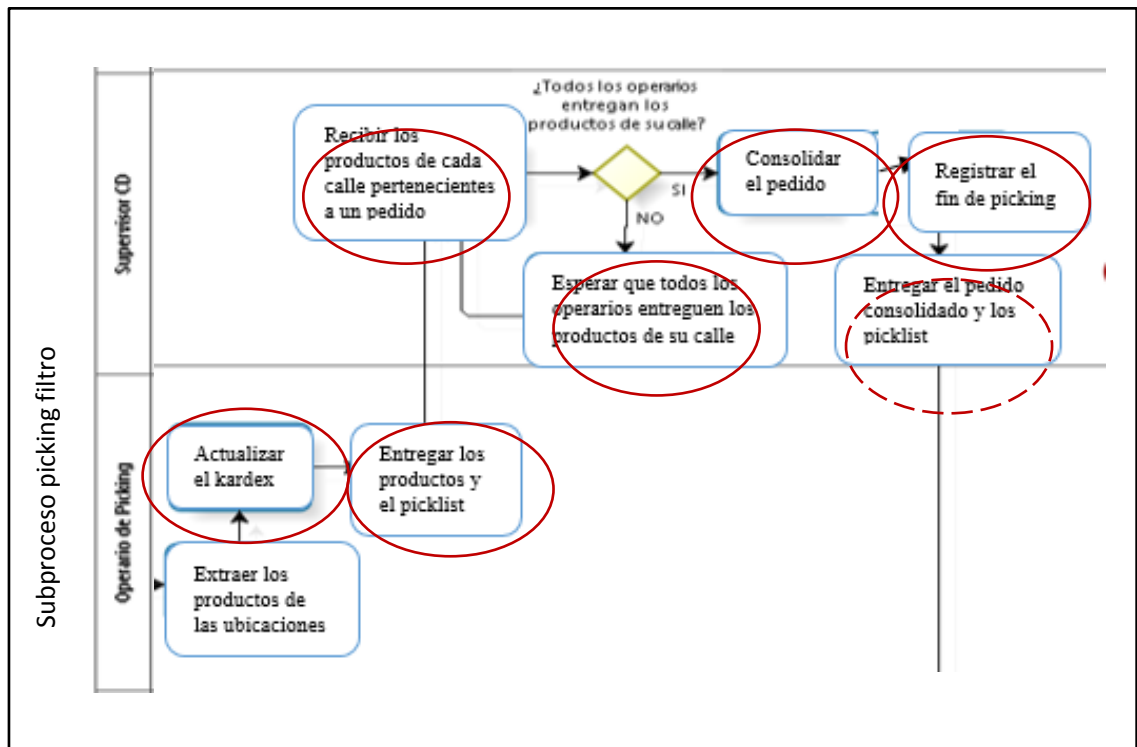 Subproceso picking filtro
Supervisor CD
¿Todos los operarios
entregan los
productos de su calle?
Recibir los
productos de cada
calle pertenecientes
a un pedido
SI
NO
Consolidar
el pedido
Registrar el
fin de picking
Esperar que todos los
operarios entreguen los
productos de su calle
Entregar el pedido
consolidado y los
picklist
Operario de Picking
Actualizar
el kardex
Entregar los
productos y
el picklist
Extraer los
productos de
las ubicaciones